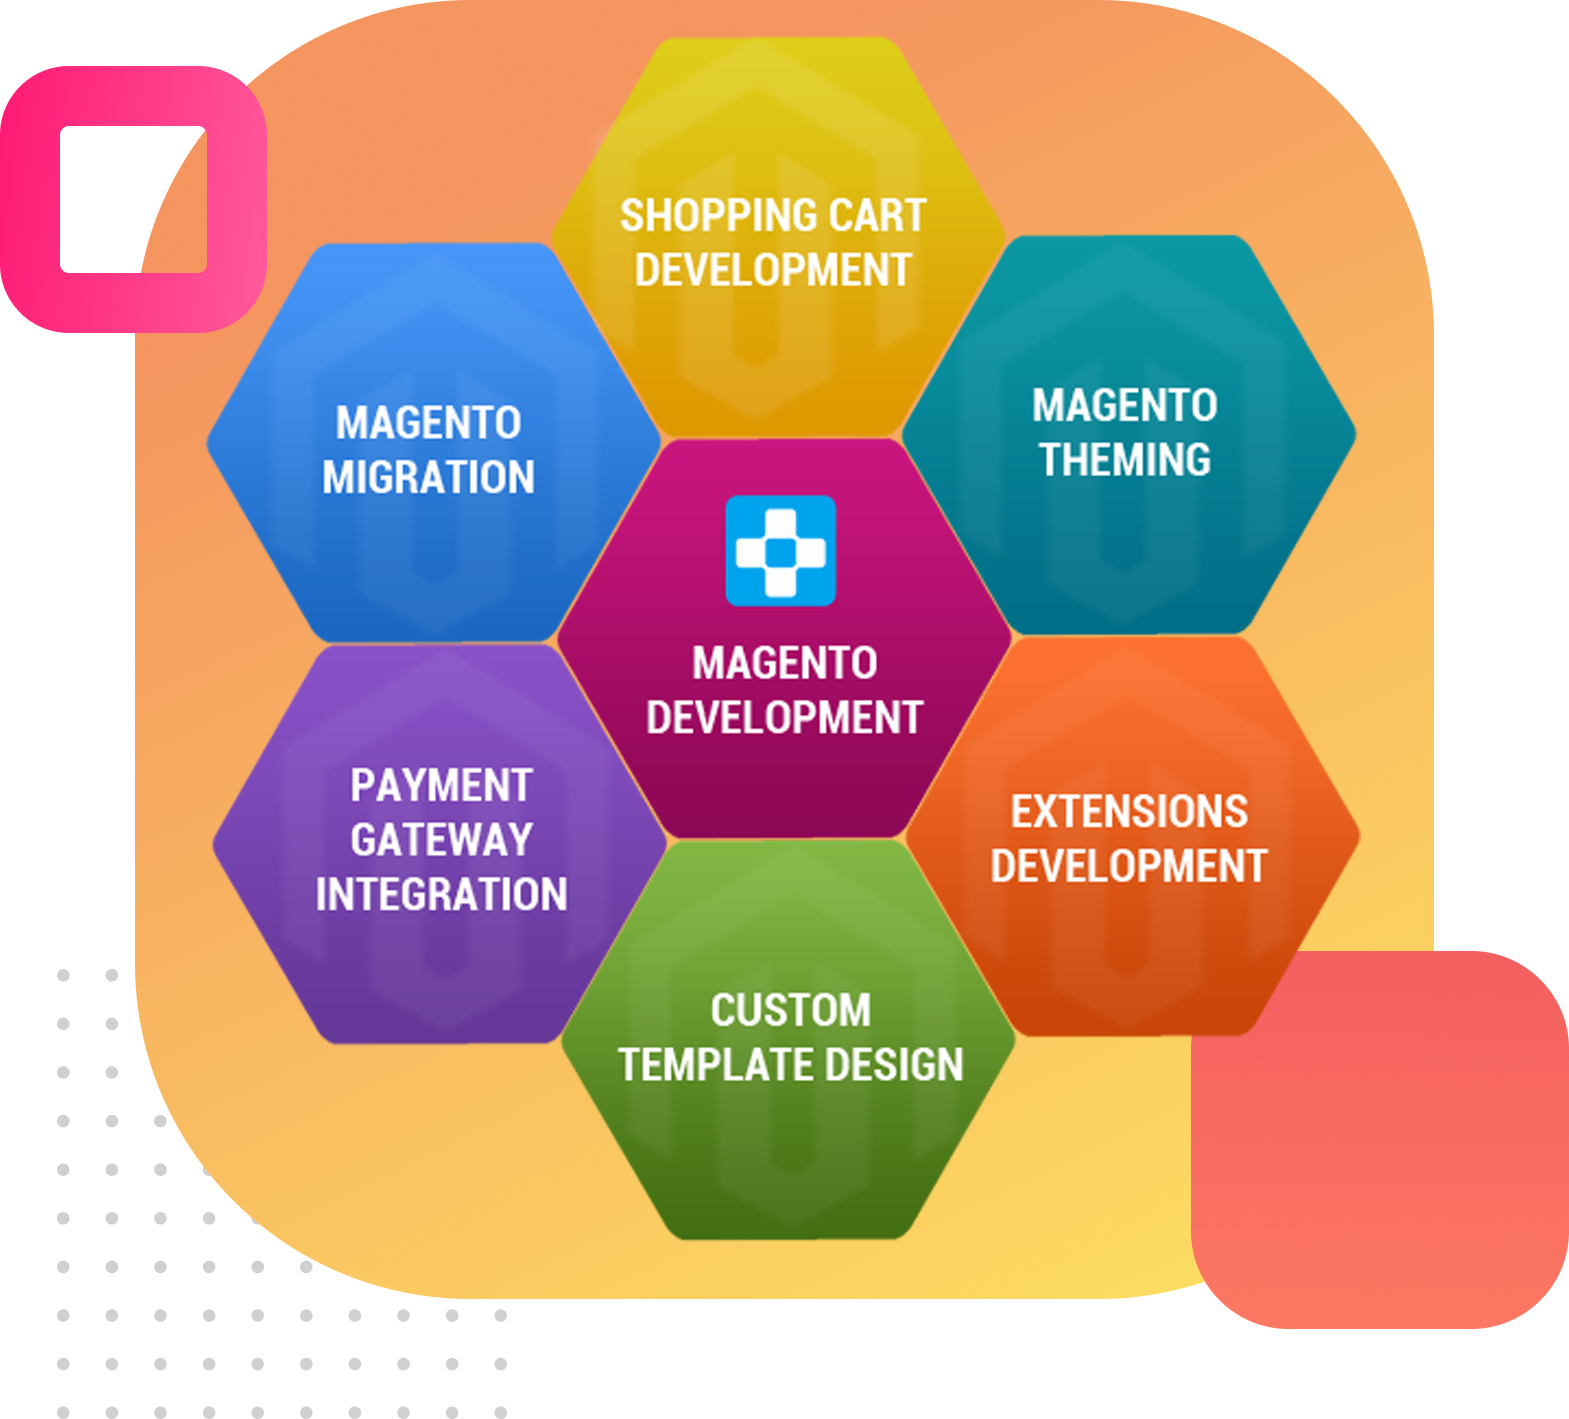 SHOPPING CART
DEVELOPMENT
MAGENTO
MIGRATION
MAGENTO
THEMING
MAGENTO
DEVELOPMENT
PAYMENT
GATEWAY
INTEGRATION
EXTENSIONS
DEVELOPMENT
CUSTOM
TEMPLATE DESIGN